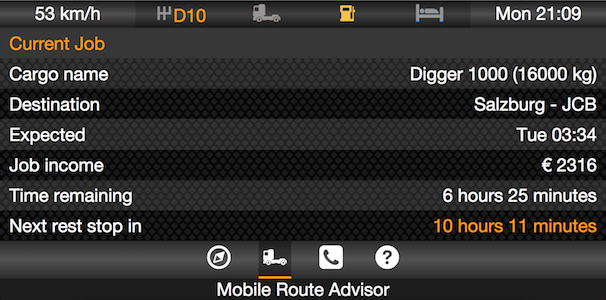 53 km/h D10 Mon 21:09
Current Job
Cargo name Digger 1000 (16000 kg)
Destination Salzburg - JCB
Expected Tue 03:34
Job income € 2316
Time remaining 6 hours 25 minutes
Next rest stop in 10 hours 11 minutes
?
Mobile Route Advisor